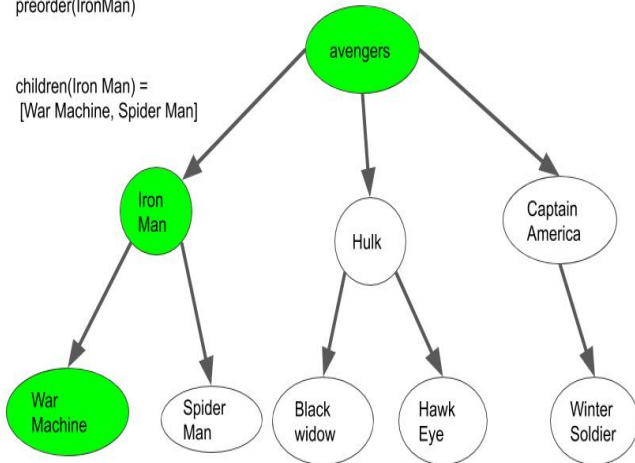 preorder(IronMan)
avengers
children(Iron Man) =
[War Machine, Spider Man]
Iron
Man
Hulk
Captain
America
War
Machine
Spider
Man
Black
widow
Hawk
Eye
Winter
Soldier